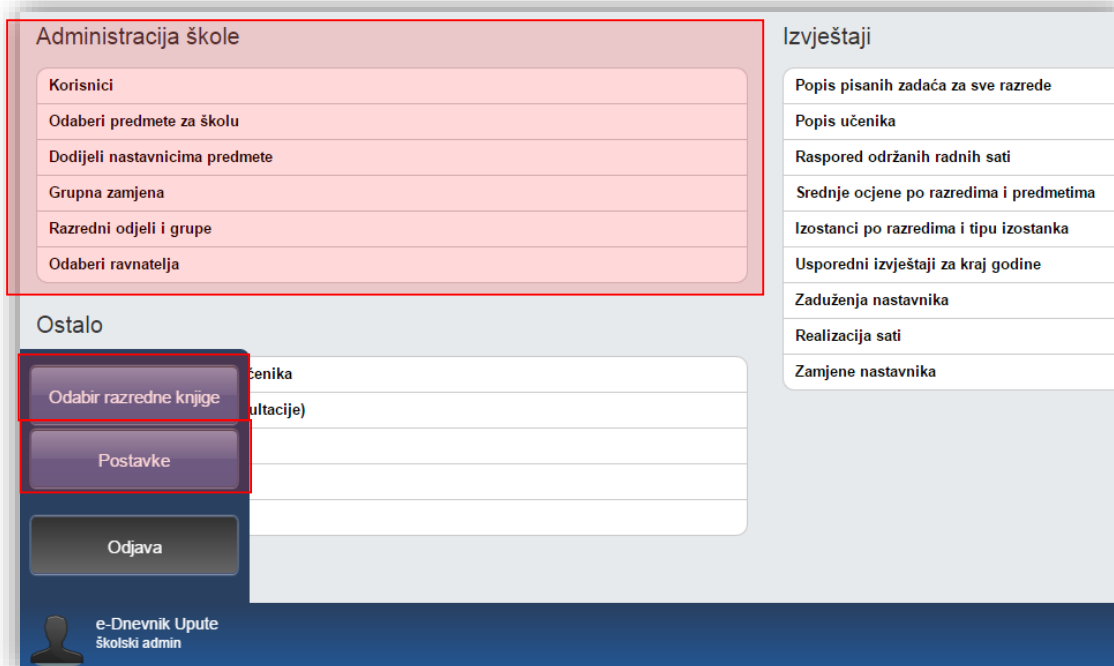 Administracija škole
Korisnici
Odaberi predmete za školu
Dodijeli nastavnicima predmete
Grupna zamjena
Razredni odjeli i grupe
Odaberi ravnatelja
Ostalo
Odabir razredne knjige
Postavke
Odjava
e-Dnevnik Upute
školski admin
Izvještaji
Popis pisanih zadaća za sve razrede
Popis učenika
Raspored održanih radnih sati
Srednje ocjene po razredima i predmetima
Izostanci po razredima i tipu izostanka
Usporedni izvještaji za kraj godine
Zaduženja nastavnika
Realizacija sati
Zamjene nastavnika